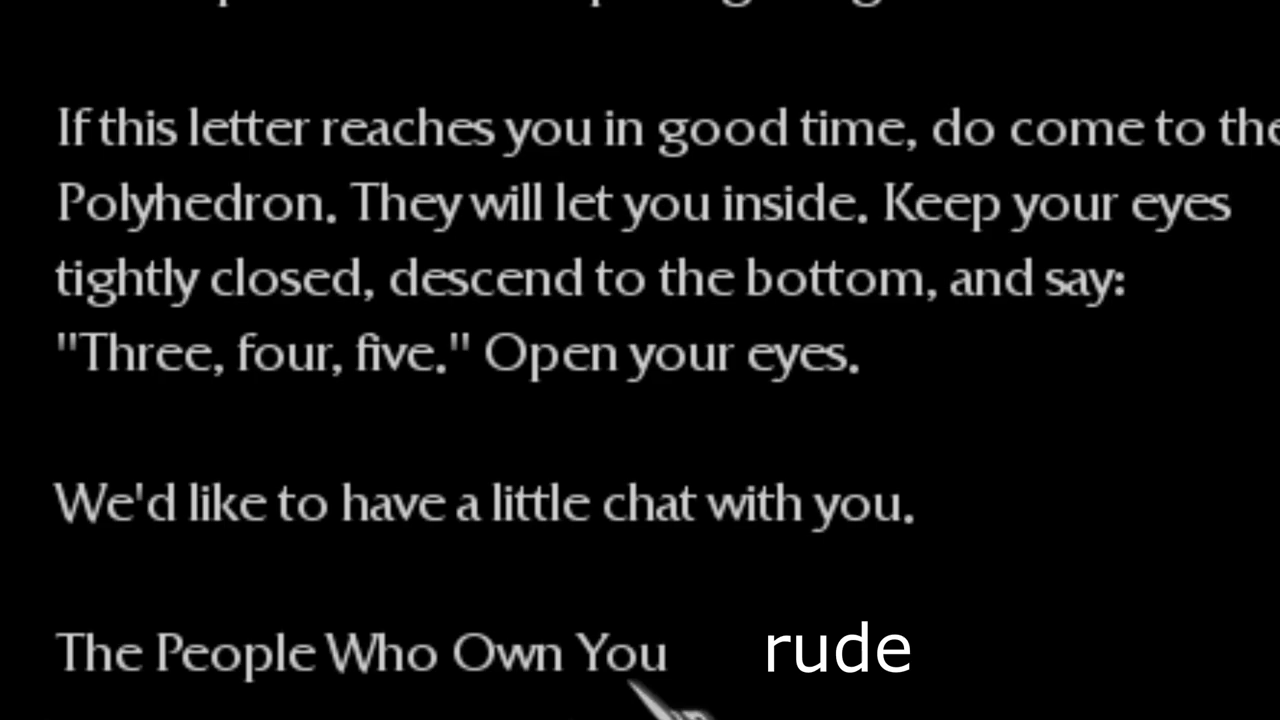 If this letter reaches you in good time, do come to the
Polyhedron. They will let you inside. Keep your eyes
tightly closed, descend to the bottom, and say:
"Three, four, five." Open your eyes.
We'd like to have a little chat with you.
The People Who Own You rude